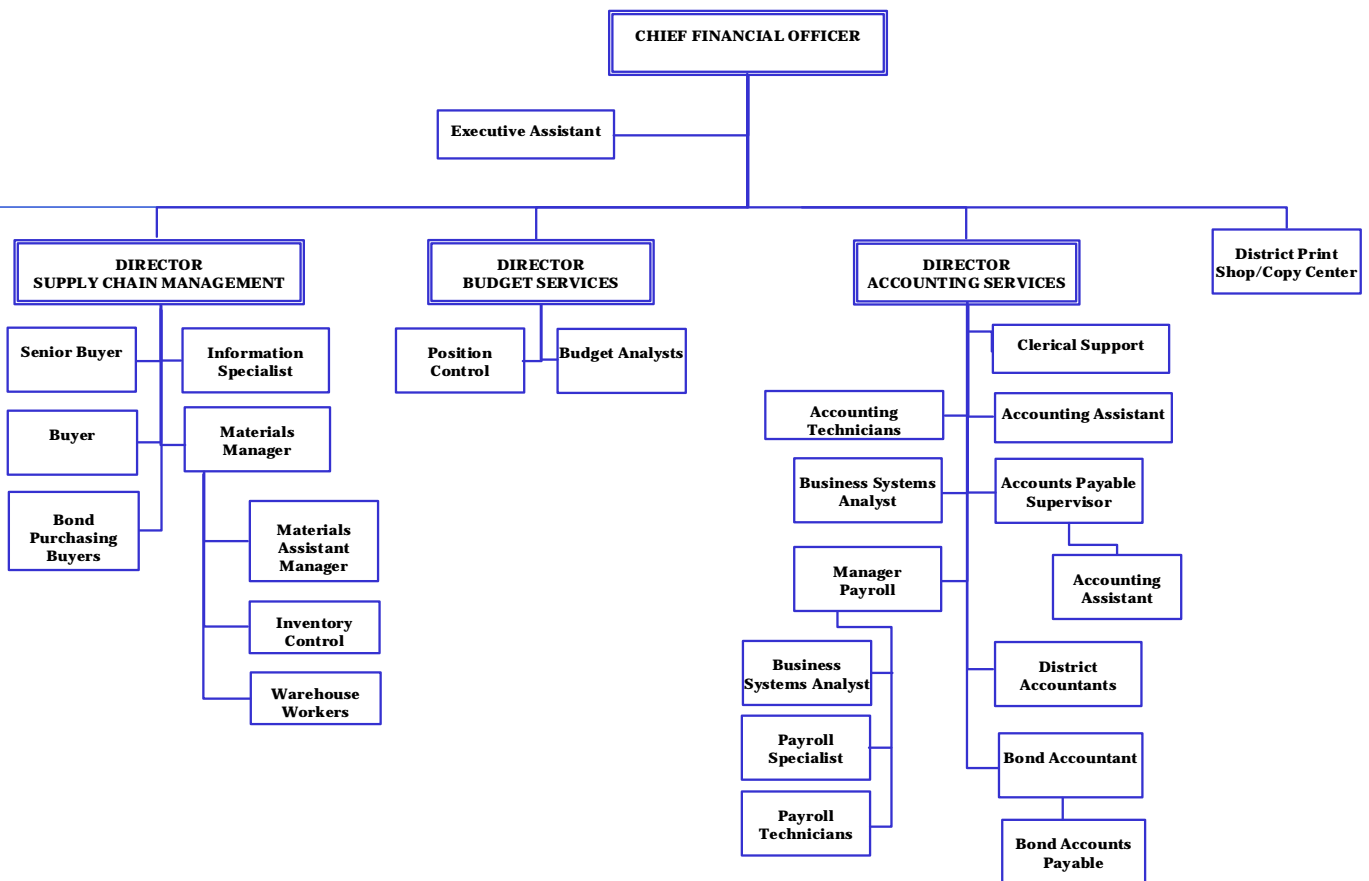 CHIEF FINANCIAL OFFICER
Executive Assistant
DIRECTOR
SUPPLY CHAIN MANAGEMENT
DIRECTOR
BUDGET SERVICES
DIRECTOR
ACCOUNTING SERVICES
District Print
Shop/Copy Center
Senior Buyer
Information
Specialist
Buyer
Materials
Manager
Bond
Purchasing
Buyers
Materials
Assistant
Manager
Inventory
Control
Warehouse
Workers
Position
Control
Budget Analysts
Clerical Support
Accounting
Technicians
Accounting Assistant
Business Systems
Analyst
Accounts Payable
Supervisor
Accounting
Assistant
Manager
Payroll
Business
Systems Analyst
Payroll
Specialist
Payroll
Technicians
District
Accountants
Bond Accountant
Bond Accounts
Payable